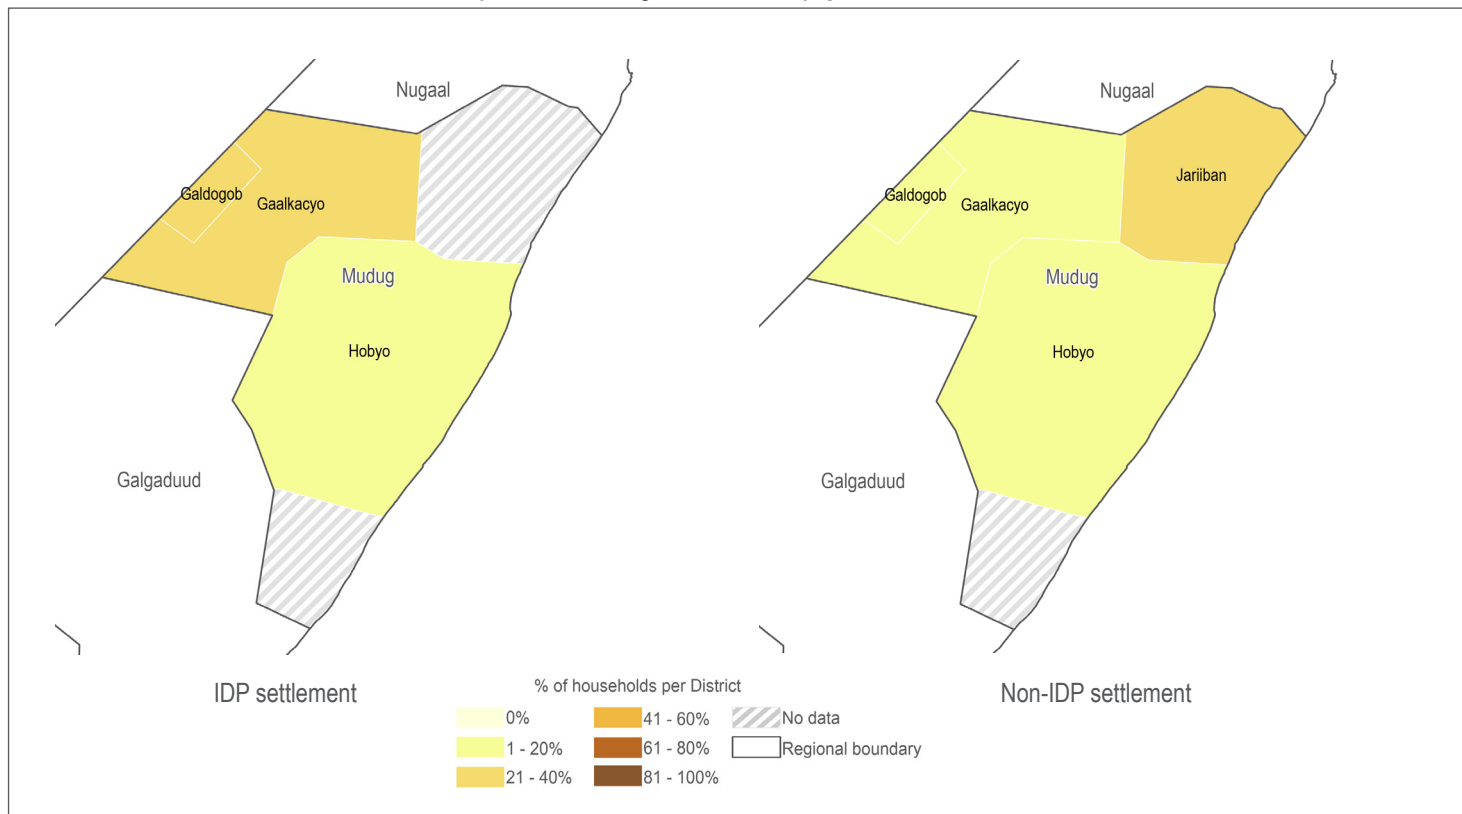 Nugaal
Galdogob
Gaalkacyo
Mudug
Hobyo
Galgaduud
IDP settlement
Nugaal
Jariiban
Galdogob
Gaalkacyo
Mudug
Hobyo
Galgaduud
Non-IDP settlement
% of households per District
0%
1 - 20%
21 - 40%
41 - 60%
61 - 80%
81 - 100%
No data
Regional boundary